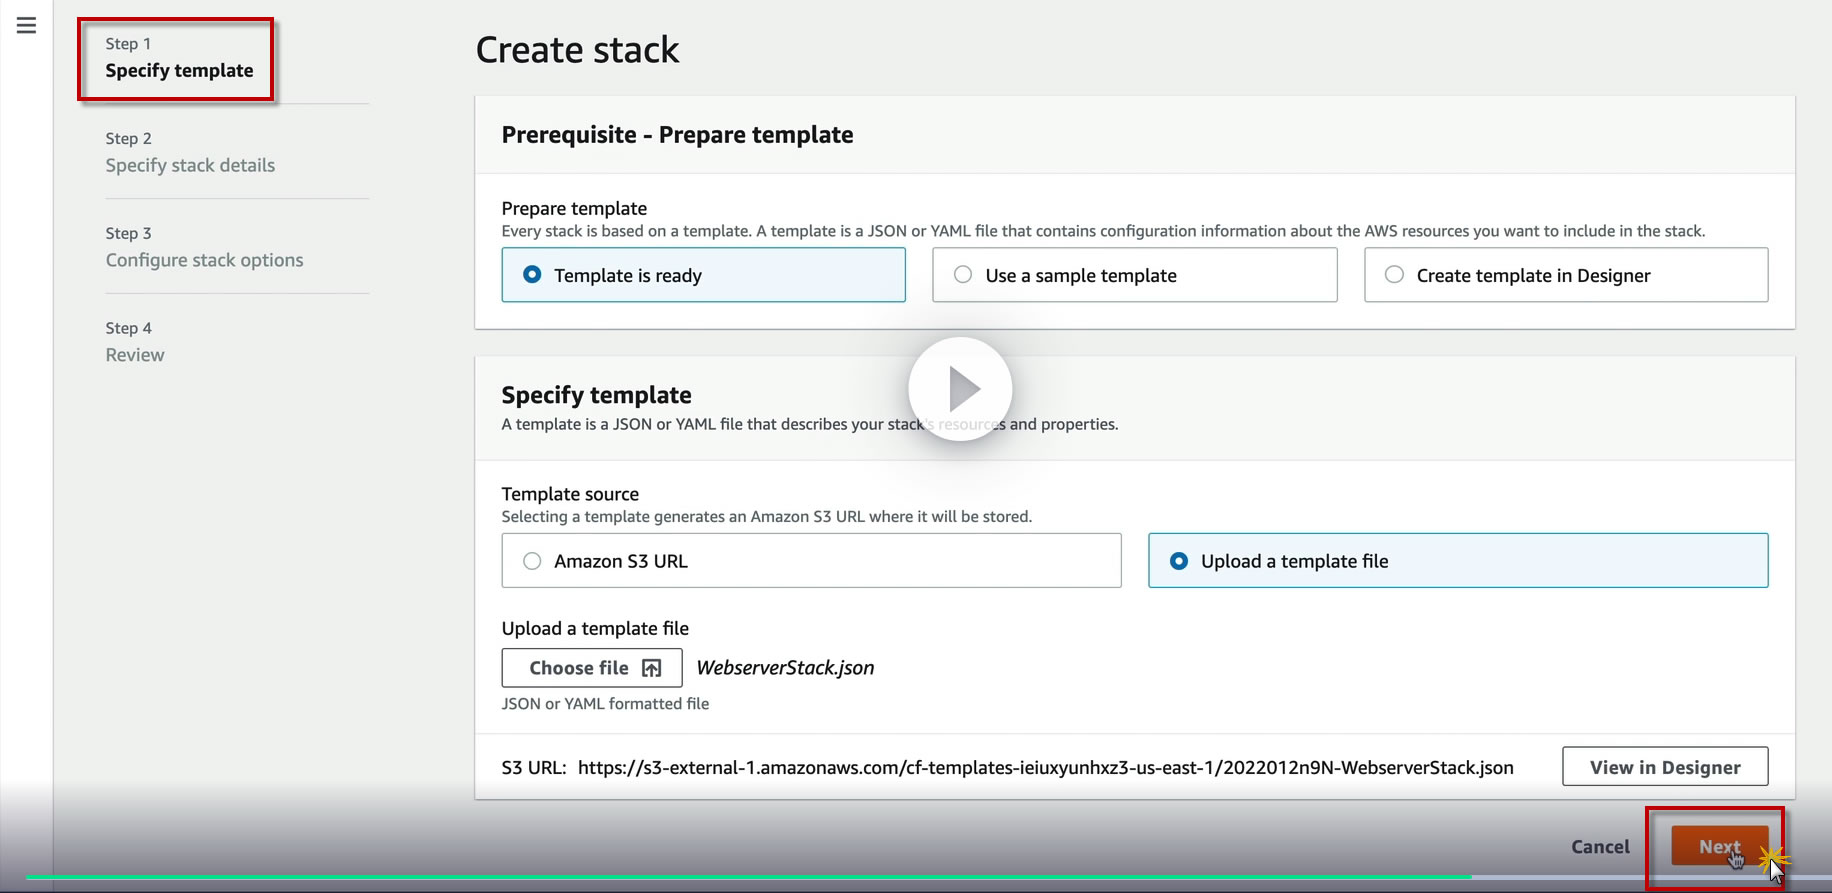 Step 1
Specify template
Step 2
Specify stack details
Step 3
Configure stack options
Step 4
Review
Create stack
Prerequisite - Prepare template
Prepare template
Every stack is based on a template. A template is a JSON or YAML file that contains configuration information about the AWS resources you want to include in the stack.
Template is ready
Use a sample template
Create template in Designer
Specify template
A template is a JSON or YAML file that describes your stack's resources and properties.
Template source
Selecting a template generates an Amazon S3 URL where it will be stored.
Amazon S3 URL
Upload a template file
Upload a template file
Choose file
WebserverStack.json
JSON or YAML formatted file
S3 URL: https://s3-external-1.amazonaws.com/cf-templates-ieiuxyunhxz3-us-east-1/2022012n9N-WebserverStack.json
View in Designer
Cancel
Next